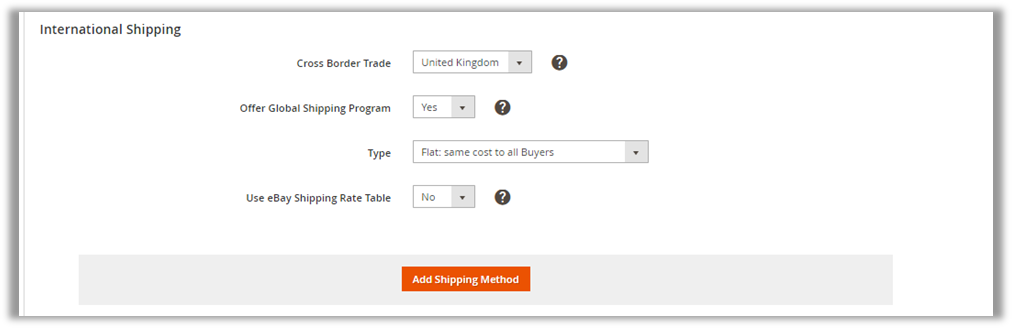 International Shipping
Cross Border Trade United Kingdom ?
Offer Global Shipping Program Yes ?
Type Flat: same cost to all Buyers
Use eBay Shipping Rate Table No ?
Add Shipping Method